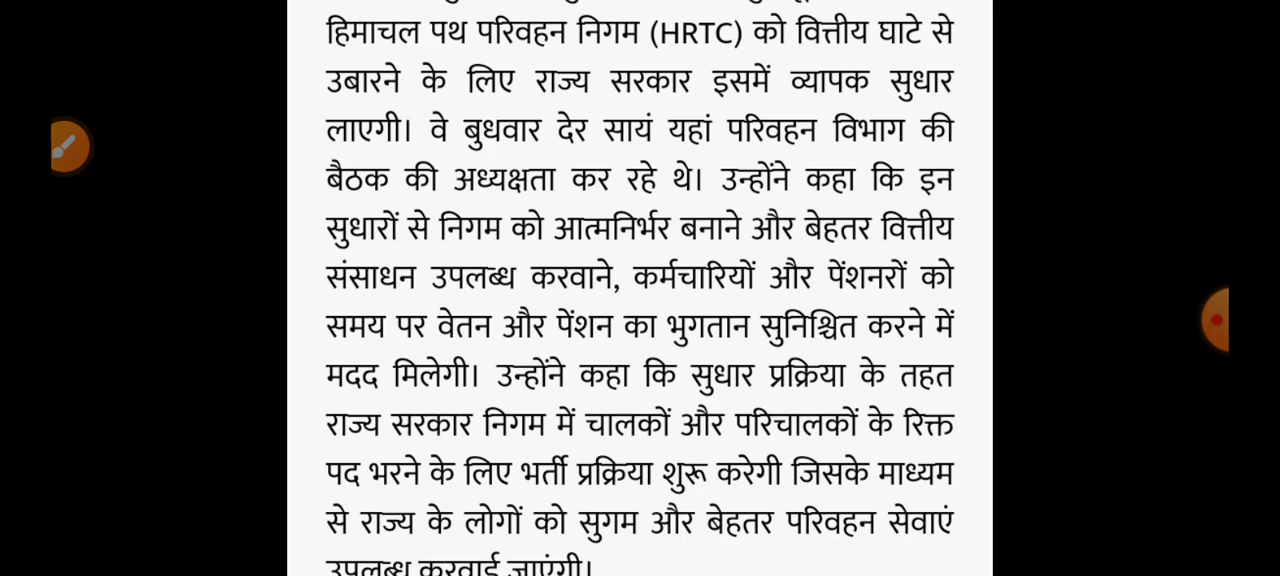 हिमाचल पथ परिवहन निगम (HRTC) को वित्तीय घाटे से
उबारने के लिए राज्य सरकार इसमें व्यापक सुधार
लाएगी। वे बुधवार देर सायं यहां परिवहन विभाग की
बैठक की अध्यक्षता कर रहे थे। उन्होंने कहा कि इन
सुधारों से निगम को आत्मनिर्भर बनाने और बेहतर वित्तीय
संसाधन उपलब्ध करवाने, कर्मचारियों और पेंशनरों को
समय पर वेतन और पेंशन का भुगतान सुनिश्चित करने में
मदद मिलेगी। उन्होंने कहा कि सुधार प्रक्रिया के तहत
राज्य सरकार निगम में चालकों और परिचालकों के रिक्त
पद भरने के लिए भर्ती प्रक्रिया शुरू करेगी जिसके माध्यम
से राज्य के लोगों को सुगम और बेहतर परिवहन सेवाएं
उपलब्ध करवाई जाएंगी।